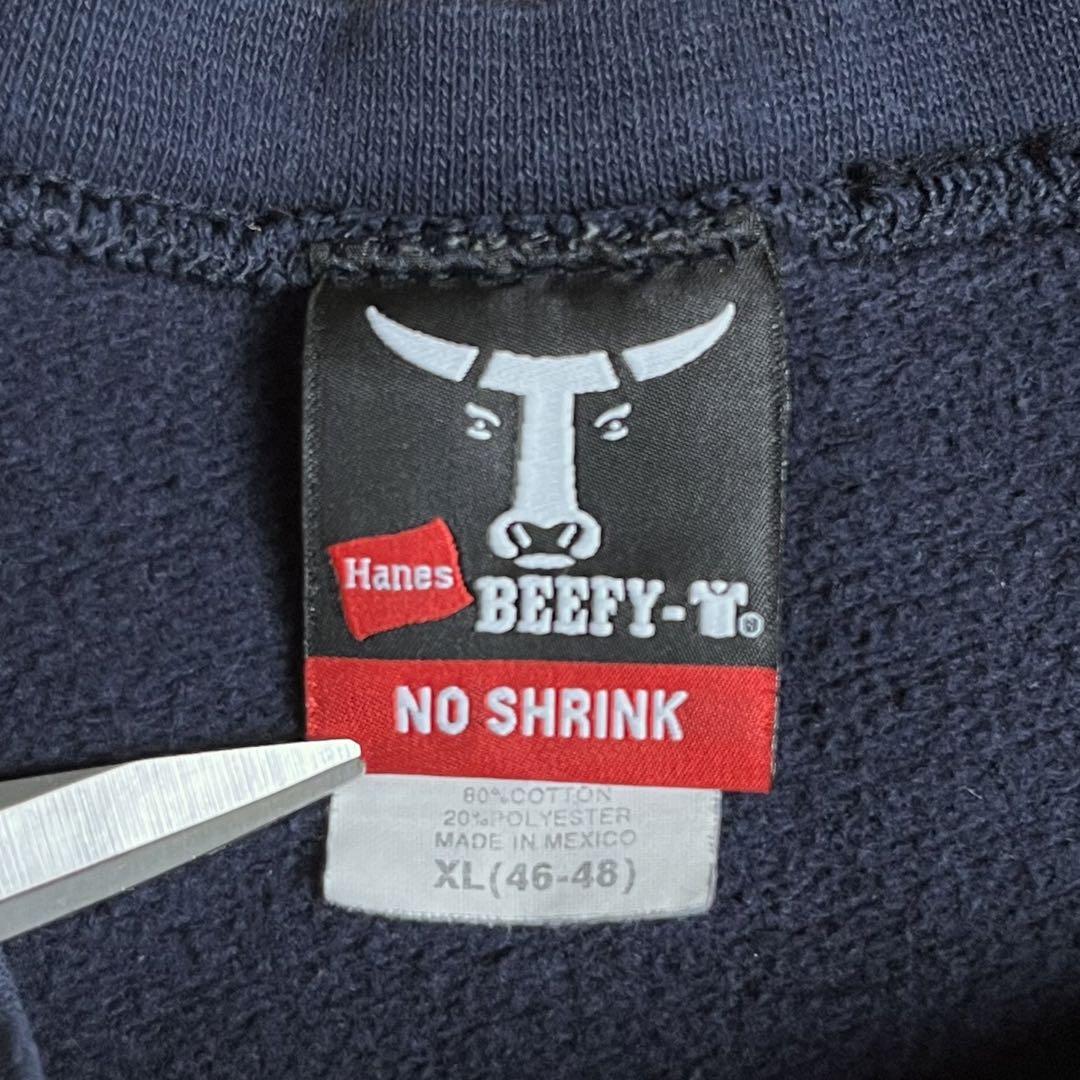 Hanes
BEEFY-T®
NO SHRINK
80%COTTON
20%POLYESTER
MADE IN MEXICO
XL(46-48)